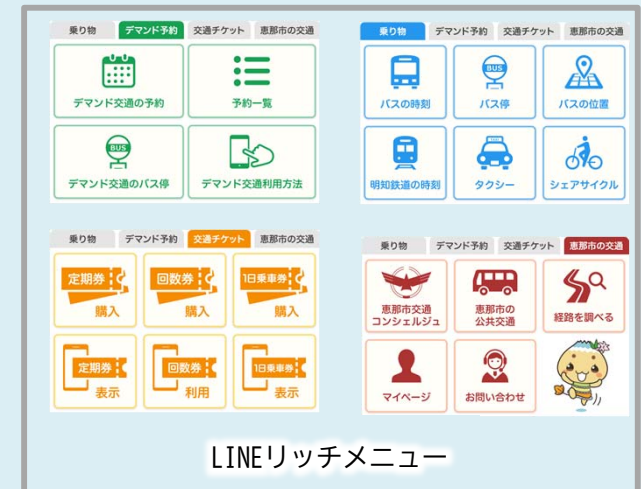 乗り物 デマンド予約 交通チケット 恵那市の交通
デマンド交通の予約
予約一覧
BUS
デマンド交通のバス停
デマンド交通利用方法
乗り物 デマンド予約 交通チケット 恵那市の交通
バスの時刻
BUS
バス停
バスの位置
明知鉄道の時刻
タクシー
シェアサイクル
乗り物 デマンド予約 交通チケット 恵那市の交通
定期券
購入
回数券
購入
1日乗車券
購入
定期券
表示
回数券
利用
1日乗車券
表示
乗り物 デマンド予約 交通チケット 恵那市の交通
恵那市交通
コンシェルジュ
恵那市の
公共交通
経路を調べる
マイページ
お問い合わせ
LINEリッチメニュー